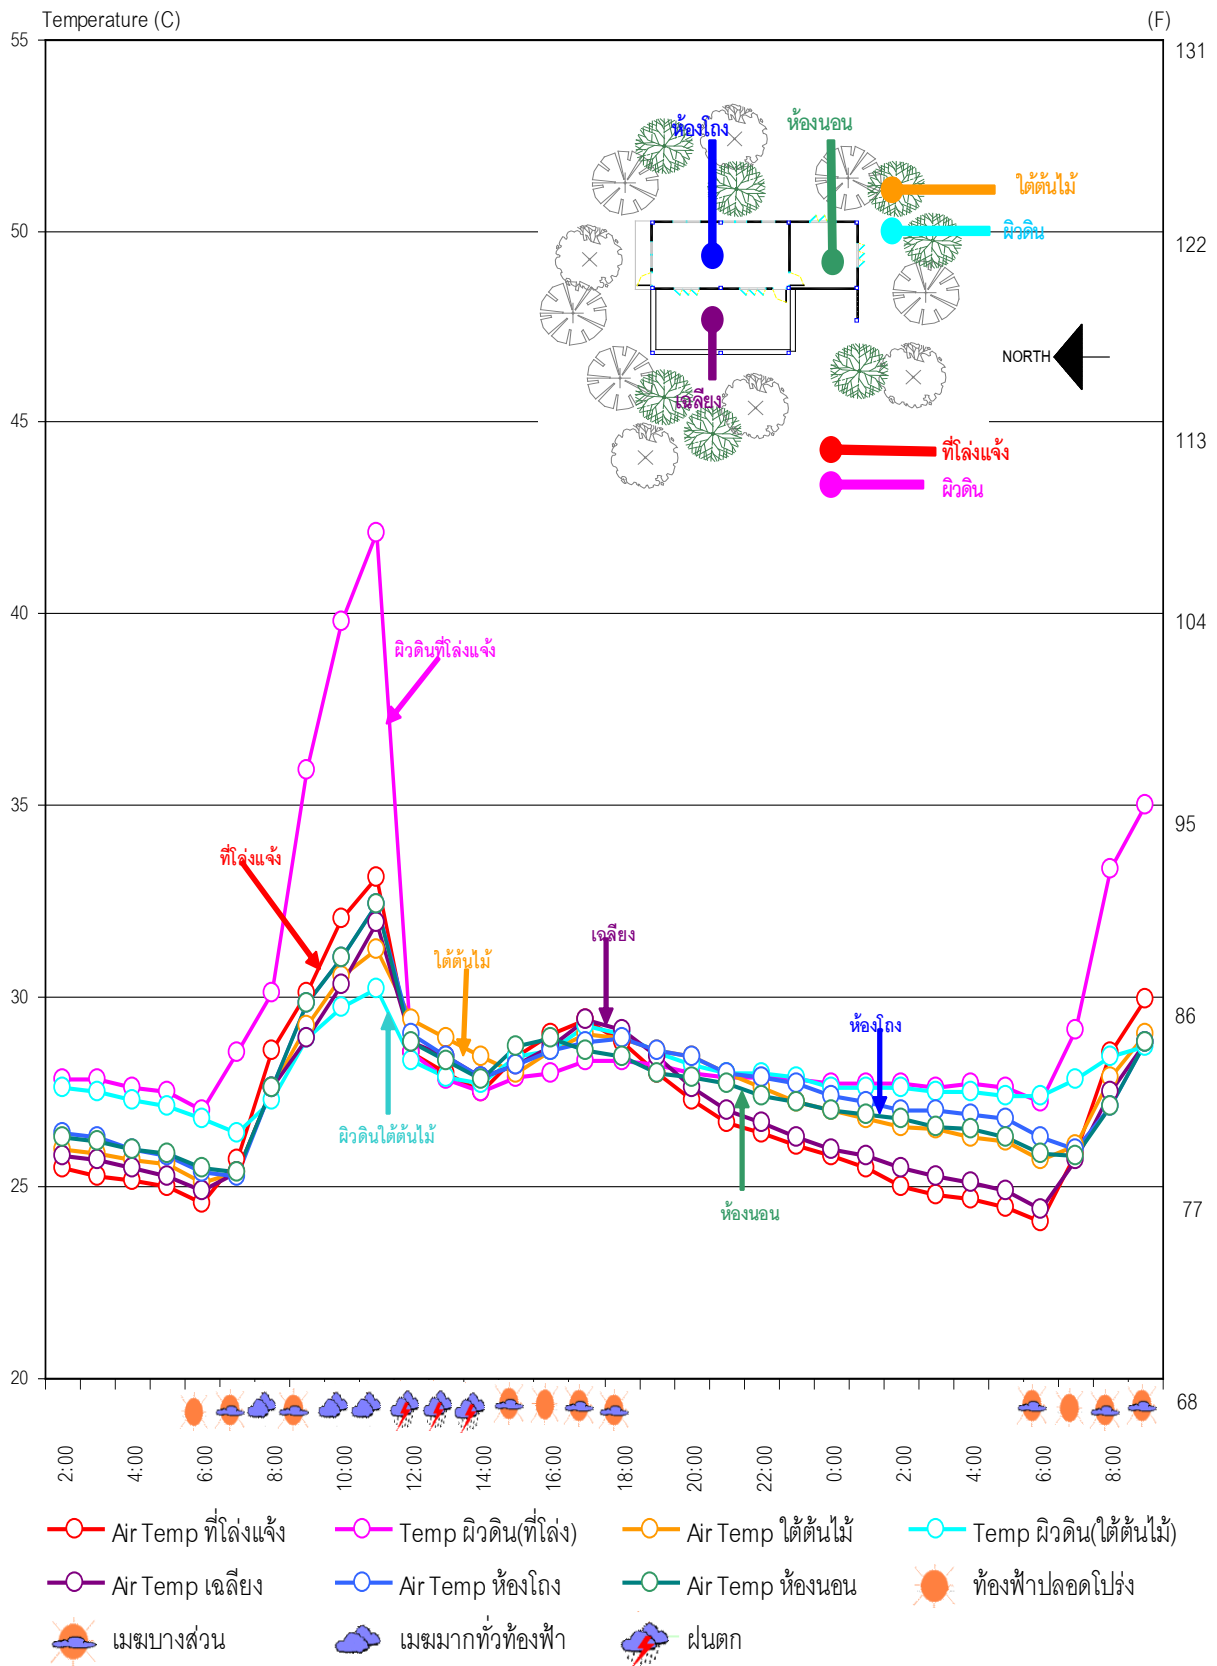 Temperature (C) (F)
55 131
ห้องโถง ห้องนอน
ใต้ต้นไม้
50 ผิวดิน 122
NORTH
เฉลียง
45 113
ที่โล่งแจ้ง
ผิวดิน
40 104
ผิวดินที่โล่งแจ้ง
35 95
ที่โล่งแจ้ง
เฉลียง
ใต้ต้นไม้
30 86
ห้องโถง
ผิวดินใต้ต้นไม้
25 77
ห้องนอน
20 68
2:00 4:00 6:00 8:00 10:00 12:00 14:00 16:00 18:00 20:00 22:00 0:00 2:00 4:00 6:00 8:00
Air Temp ที่โล่งแจ้ง Temp ผิวดิน(ที่โล่ง) Air Temp ใต้ต้นไม้ Temp ผิวดิน(ใต้ต้นไม้)
Air Temp เฉลียง Air Temp ห้องโถง Air Temp ห้องนอน ท้องฟ้าปลอดโปร่ง
เมฆบางส่วน เมฆมากทั่วท้องฟ้า ฝนตก